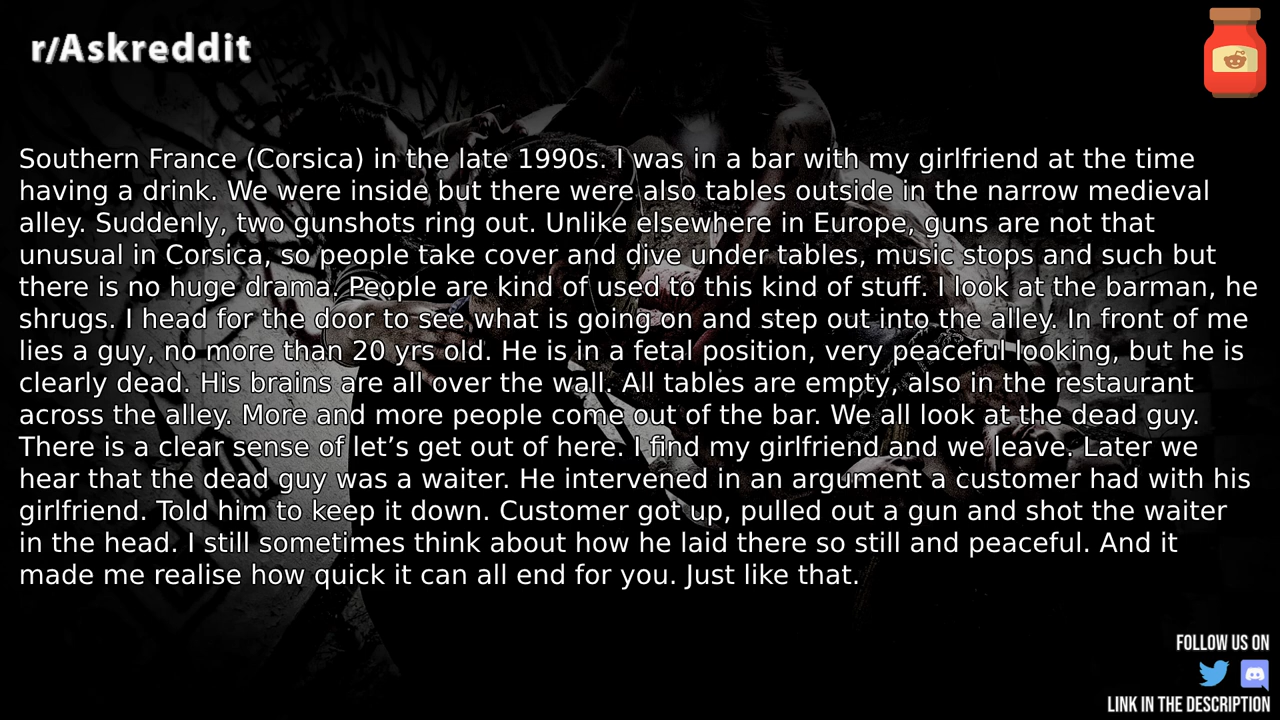 r/Askreddit
Southern France (Corsica) in the late 1990s. I was in a bar with my girlfriend at the time
having a drink. We were inside but there were also tables outside in the narrow medieval
alley. Suddenly, two gunshots ring out. Unlike elsewhere in Europe, guns are not that
unusual in Corsica, so people take cover and dive under tables, music stops and such but
there is no huge drama. People are kind of used to this kind of stuff. I look at the barman, he
shrugs. I head for the door to see what is going on and step out into the alley. In front of me
lies a guy, no more than 20 yrs old. He is in a fetal position, very peaceful looking, but he is
clearly dead. His brains are all over the wall. All tables are empty, also in the restaurant
across the alley. More and more people come out of the bar. We all look at the dead guy.
There is a clear sense of let’s get out of here. I find my girlfriend and we leave. Later we
hear that the dead guy was a waiter. He intervened in an argument a customer had with his
girlfriend. Told him to keep it down. Customer got up, pulled out a gun and shot the waiter
in the head. I still sometimes think about how he laid there so still and peaceful. And it
made me realise how quick it can all end for you. Just like that.
FOLLOW US ON
LINK IN THE DESCRIPTION